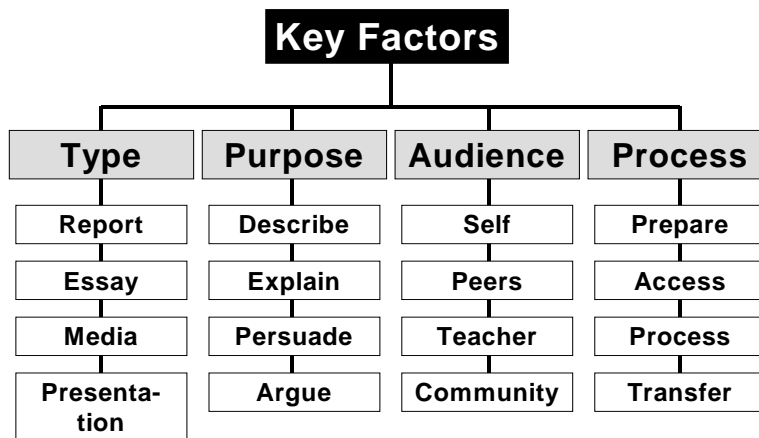 Key Factors
Type
Purpose
Audience
Process
Report
Describe
Self
Prepare
Essay
Explain
Peers
Access
Media
Persuade
Teacher
Process
Presenta-
tion
Argue
Community
Transfer